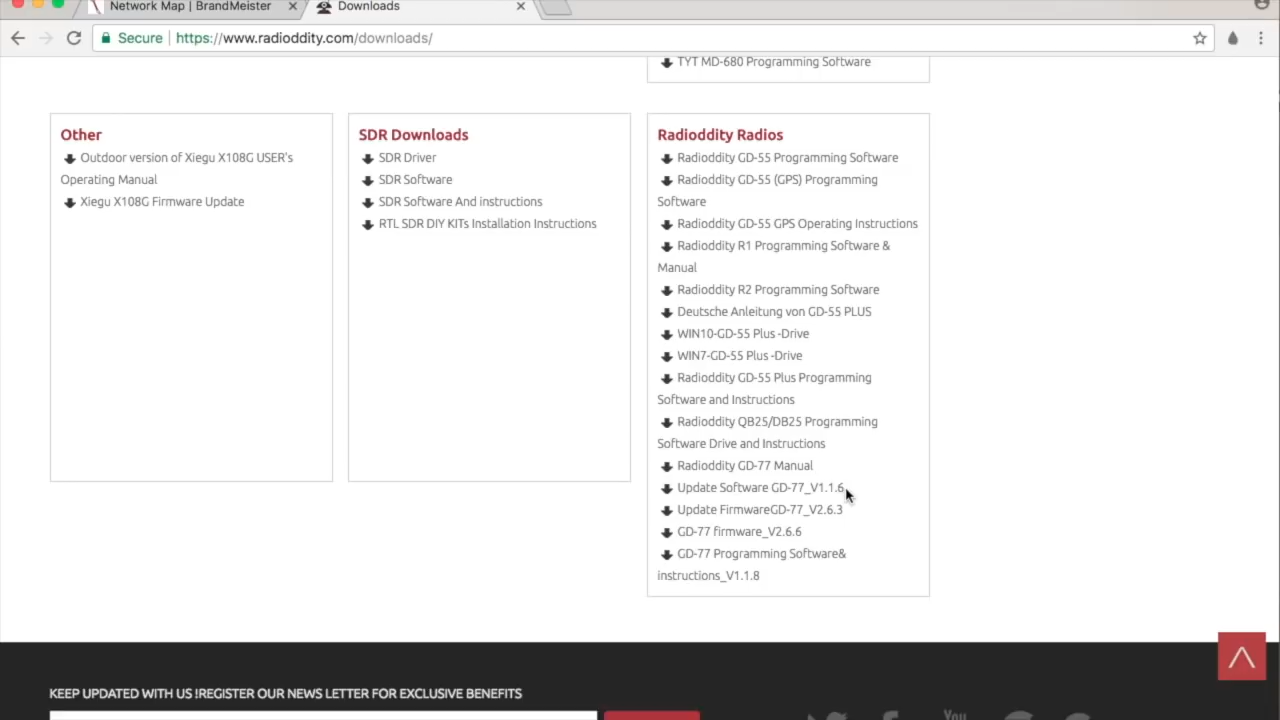 Network Map | BrandMeister
Downloads
Secure | https://www.radioddity.com/downloads/
TYT MD-680 Programming Software
Other
Outdoor version of Xiegu X108G USER's
Operating Manual
Xiegu X108G Firmware Update
SDR Downloads
SDR Driver
SDR Software
SDR Software And instructions
RTL SDR DIY KITs Installation Instructions
Radioddity Radios
Radioddity GD-55 Programming Software
Radioddity GD-55 (GPS) Programming
Software
Radioddity GD-55 GPS Operating Instructions
Radioddity R1 Programming Software &
Manual
Radioddity R2 Programming Software
Deutsche Anleitung von GD-55 PLUS
WIN10-GD-55 Plus -Drive
WIN7-GD-55 Plus -Drive
Radioddity GD-55 Plus Programming
Software and Instructions
Radioddity QB25/DB25 Programming
Software Drive and Instructions
Radioddity GD-77 Manual
Update Software GD-77_V1.1.6
Update FirmwareGD-77_V2.6.3
GD-77 firmware_V2.6.6
GD-77 Programming Software&
instructions_V1.1.8
KEEP UPDATED WITH US !REGISTER OUR NEWS LETTER FOR EXCLUSIVE BENEFITS
You